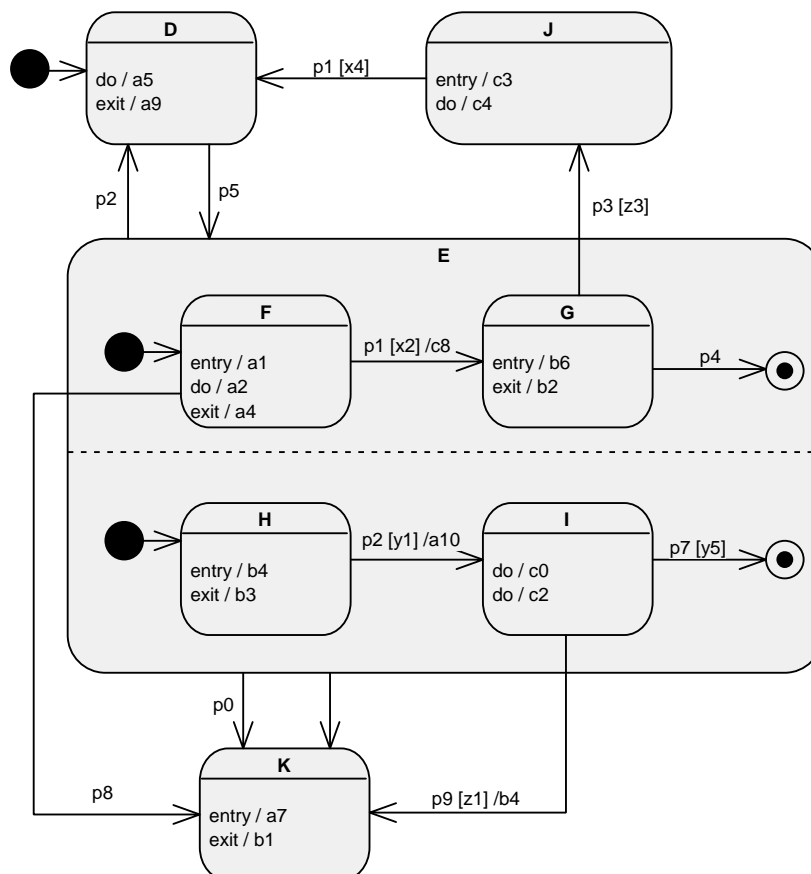 D
do / a5
exit / a9
J
entry / c3
do / c4
p1 [x4]
p2
p5
p3 [z3]
E
F
entry / a1
do / a2
exit / a4
p1 [x2] /c8
G
entry / b6
exit / b2
p4
H
entry / b4
exit / b3
p2 [y1] /a10
I
do / c0
do / c2
p7 [y5]
p0
p8
K
entry / a7
exit / b1
p9 [z1] /b4